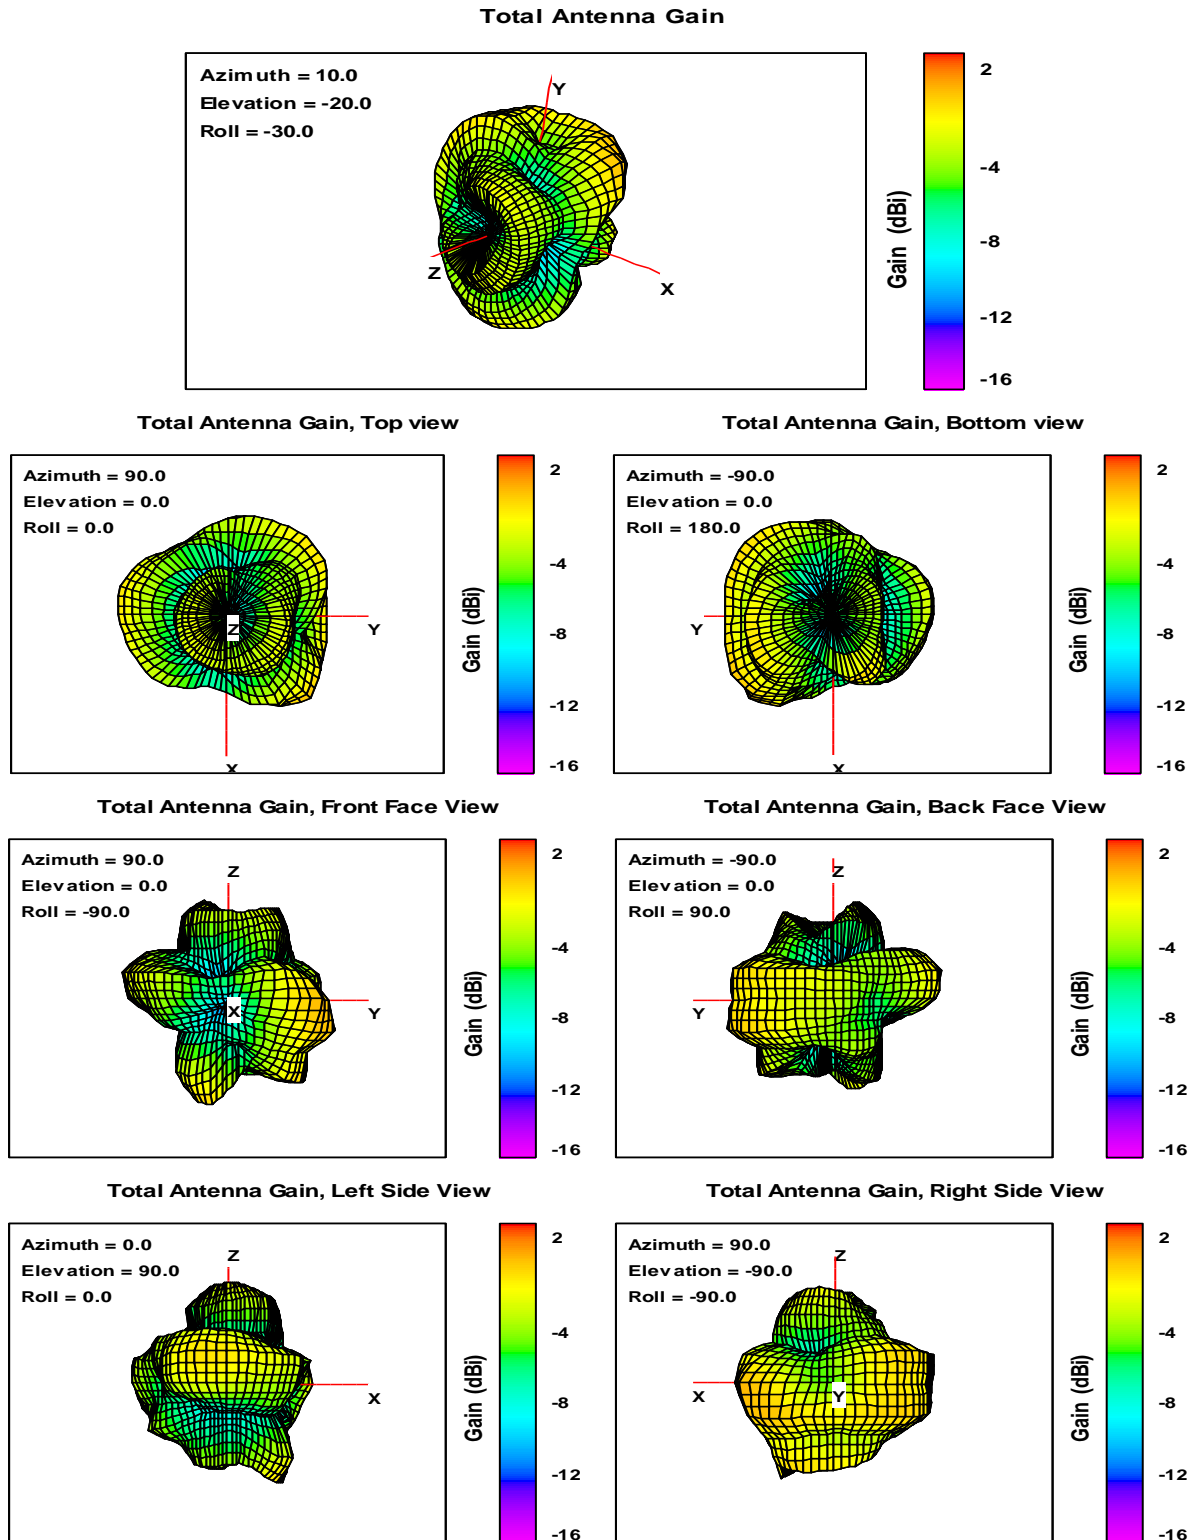 Total Antenna Gain
Azimuth = 10.0
Elevation = -20.0
Roll = -30.0
Y
Z
X
Gain (dBi)
2
-4
-8
-12
-16
Total Antenna Gain, Top view
Azimuth = 90.0
Elevation = 0.0
Roll = 0.0
Z
Y
X
Gain (dBi)
2
-4
-8
-12
-16
Total Antenna Gain, Bottom view
Azimuth = -90.0
Elevation = 0.0
Roll = 180.0
Y
X
Gain (dBi)
2
-4
-8
-12
-16
Total Antenna Gain, Front Face View
Azimuth = 90.0
Elevation = 0.0
Roll = -90.0
Z
X
Y
Gain (dBi)
2
-4
-8
-12
-16
Total Antenna Gain, Back Face View
Azimuth = -90.0
Elevation = 0.0
Roll = 90.0
Z
Y
Gain (dBi)
2
-4
-8
-12
-16
Total Antenna Gain, Left Side View
Azimuth = 0.0
Elevation = 90.0
Roll = 0.0
Z
X
Gain (dBi)
2
-4
-8
-12
-16
Total Antenna Gain, Right Side View
Azimuth = 90.0
Elevation = -90.0
Roll = -90.0
Z
X
Y
Gain (dBi)
2
-4
-8
-12
-16